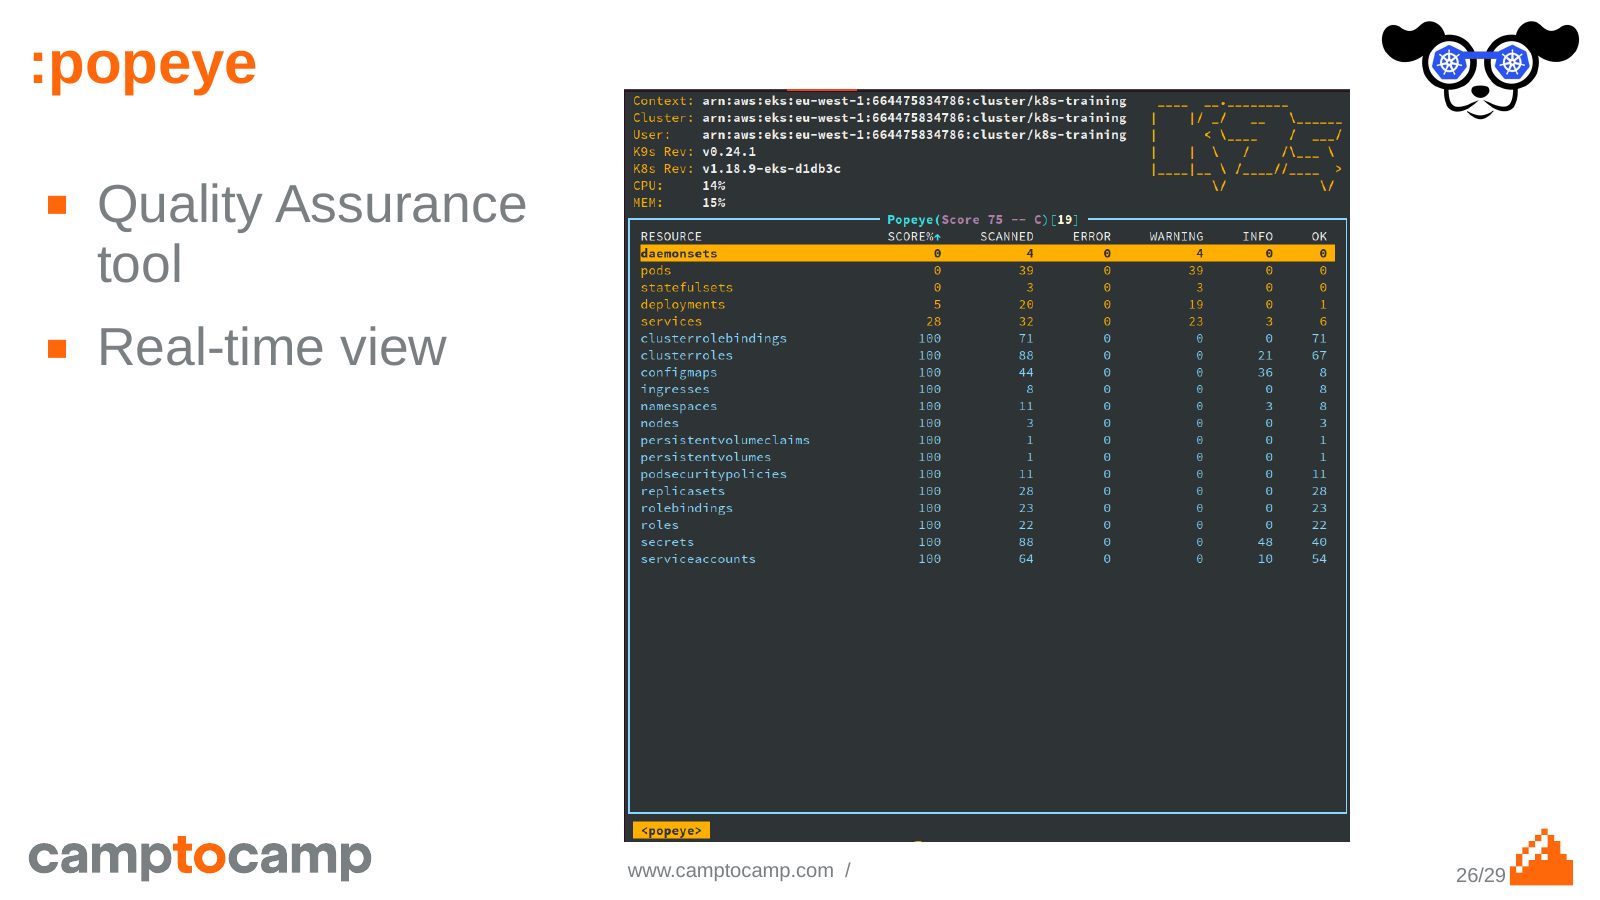 :popeye
Quality Assurance
tool
Real-time view
Context: arn:aws:eks:eu-west-1:664475834786:cluster/k8s-training
Cluster: arn:aws:eks:eu-west-1:664475834786:cluster/k8s-training
User: arn:aws:eks:eu-west-1:664475834786:cluster/k8s-training
K9s Rev: v0.24.1
K8s Rev: v1.18.9-eks-d1db3c
CPU: 14%
MEM: 15%
Popeye(Score 75 -- C)[19]
RESOURCE SCORE%↑ SCANNED ERROR WARNING INFO OK
daemonsets 0 4 0 4 0 0
pods 0 39 0 39 0 0
statefulsets 0 3 0 3 0 0
deployments 5 20 0 19 0 1
services 28 32 0 23 3 6
clusterrolebindings 100 71 0 0 0 71
clusterroles 100 88 0 0 21 67
configmaps 100 44 0 0 36 8
ingresses 100 8 0 0 0 8
namespaces 100 11 0 0 3 8
nodes 100 3 0 0 0 3
persistentvolumeclaims 100 1 0 0 0 1
persistentvolumes 100 1 0 0 0 1
podsecuritypolicies 100 11 0 0 0 11
replicasets 100 28 0 0 0 28
rolebindings 100 23 0 0 0 23
roles 100 22 0 0 0 22
secrets 100 88 0 0 48 40
serviceaccounts 100 64 0 0 10 54
<popeye>
camptocamp
www.camptocamp.com /
26/29